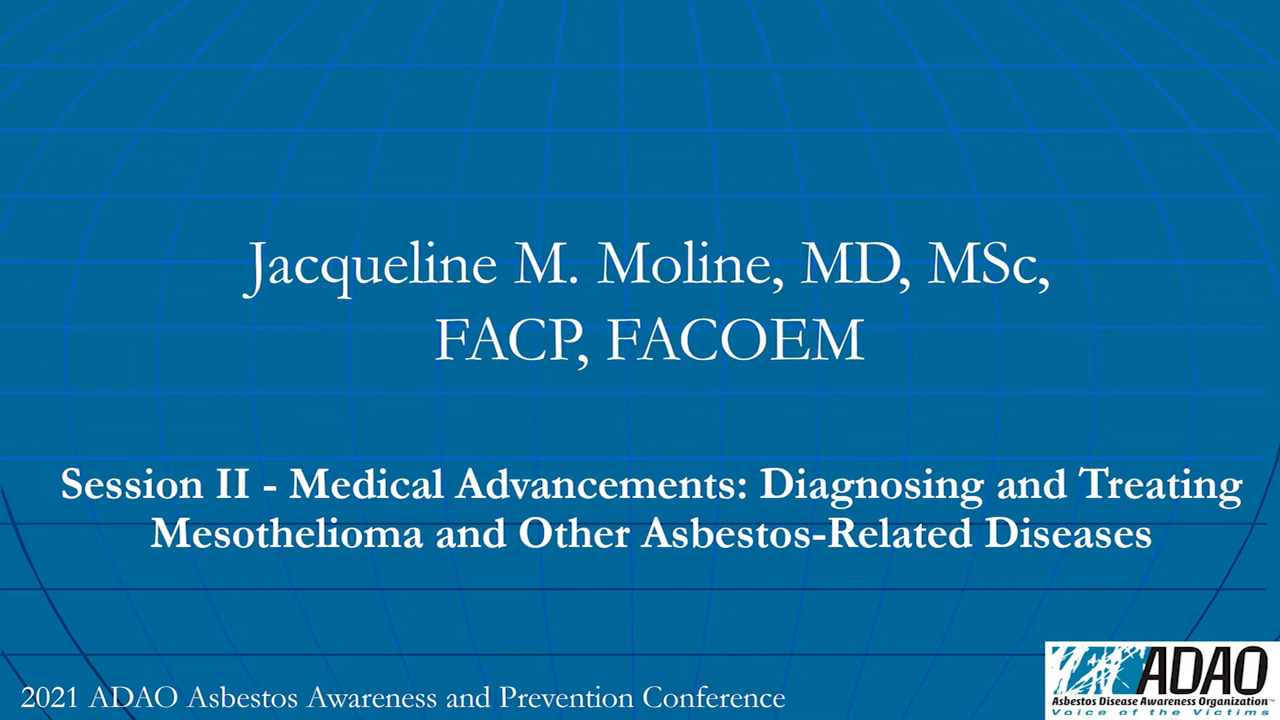 Jacqueline M. Moline, MD, MSc,
FACP, FACOEM
Session II - Medical Advancements: Diagnosing and Treating
Mesothelioma and Other Asbestos-Related Diseases
2021 ADAO Asbestos Awareness and Prevention Conference
ADAO
Asbestos Disease Awareness Organization™
Voice of the Victims